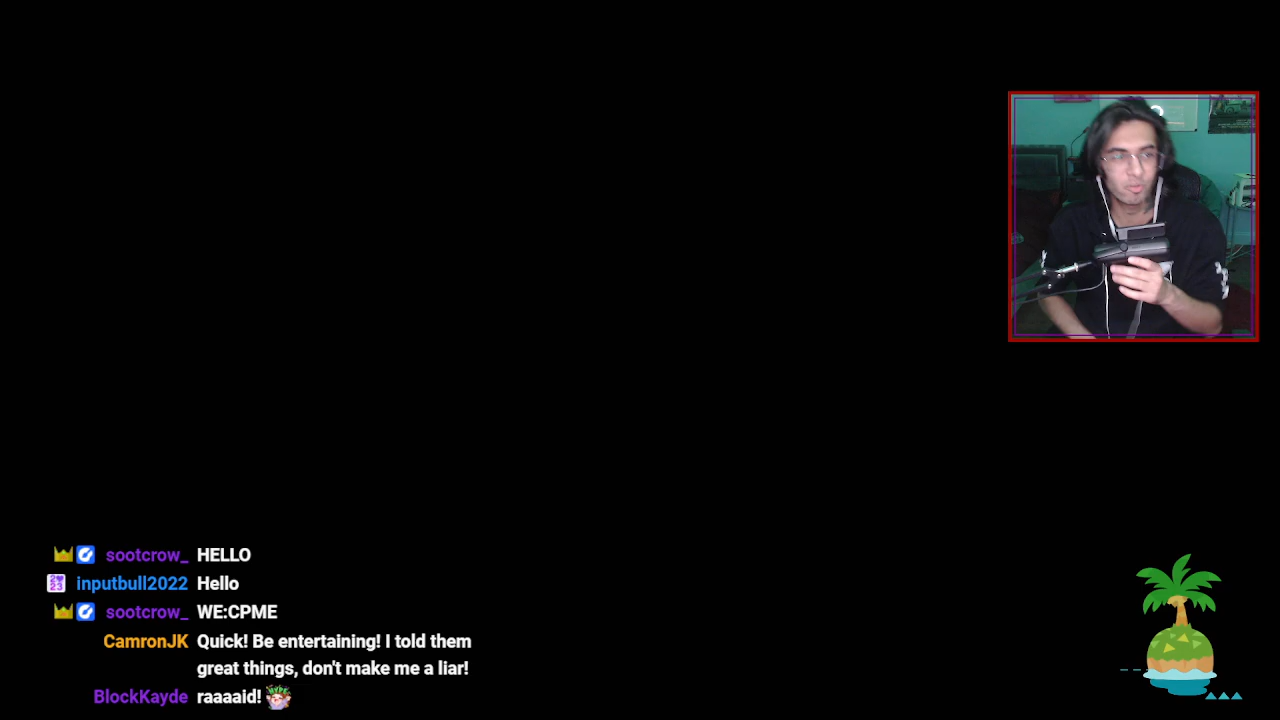 sootcrow_ HELLO
inputbull2022 Hello
sootcrow_ WE:CPME
CamronJK Quick! Be entertaining! I told them
great things, don't make me a liar!
BlockKayde raaaaid!